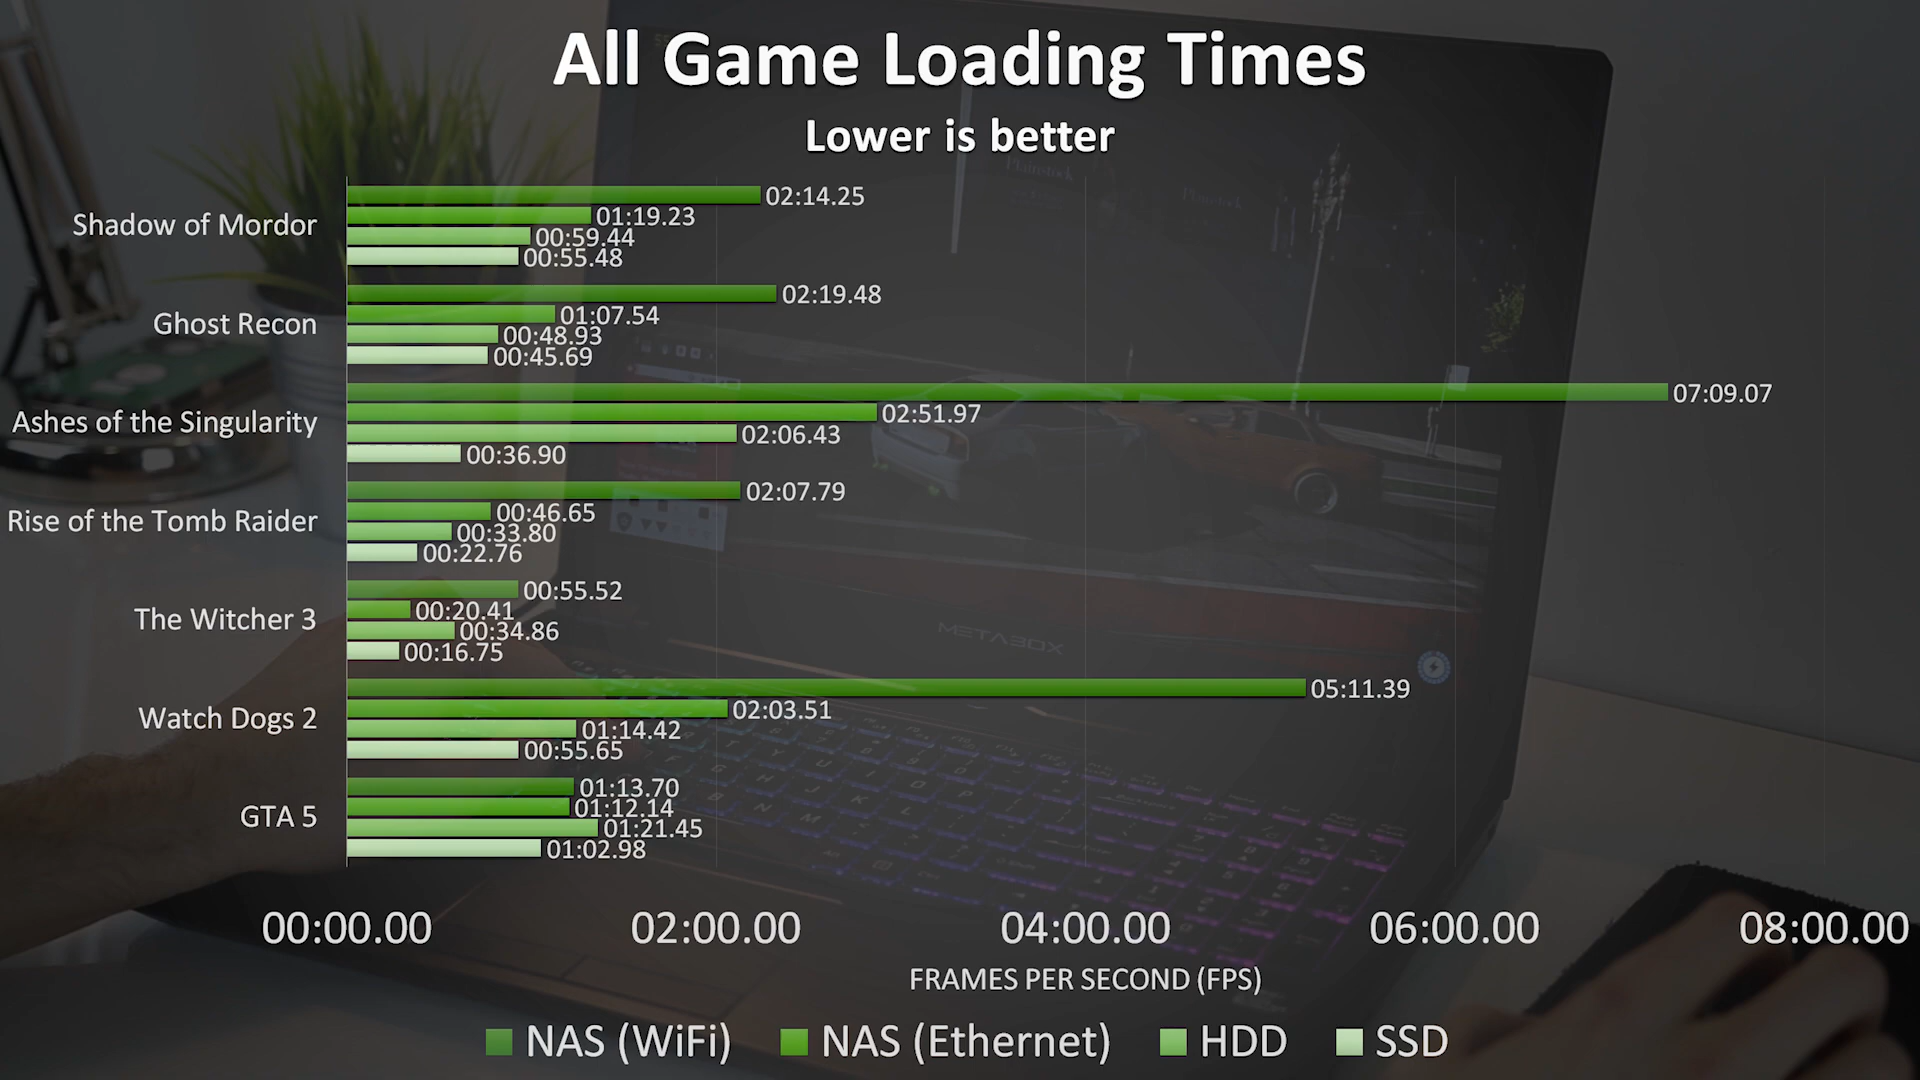 All Game Loading Times
Lower is better
Shadow of Mordor
02:14.25
01:19.23
00:59.44
00:55.48
Ghost Recon
02:19.48
01:07.54
00:48.93
00:45.69
Ashes of the Singularity
07:09.07
02:51.97
02:06.43
00:36.90
Rise of the Tomb Raider
02:07.79
00:46.65
00:33.80
00:22.76
The Witcher 3
00:55.52
00:20.41
00:34.86
00:16.75
METABOX
Watch Dogs 2
05:11.39
02:03.51
01:14.42
00:55.65
GTA 5
01:13.70
01:12.14
01:21.45
01:02.98
00:00.00 02:00.00 04:00.00 06:00.00 08:00.00
FRAMES PER SECOND (FPS)
NAS (WiFi) NAS (Ethernet) HDD SSD